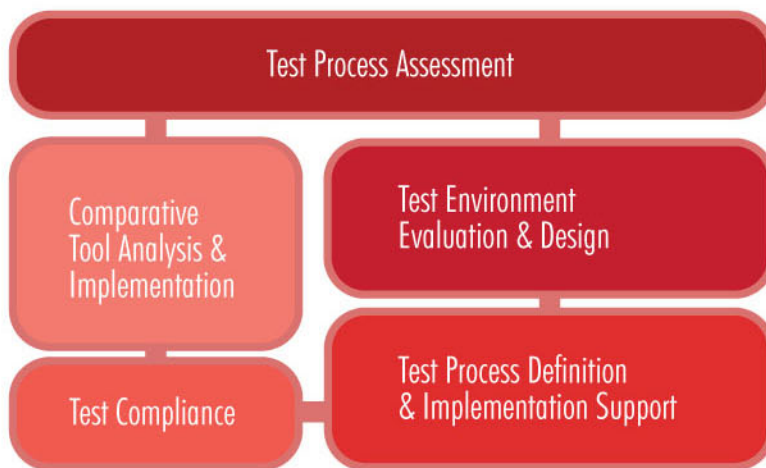 Test Process Assessment
Comparative
Tool Analysis &
Implementation
Test Environment
Evaluation & Design
Test Compliance
Test Process Definition
& Implementation Support